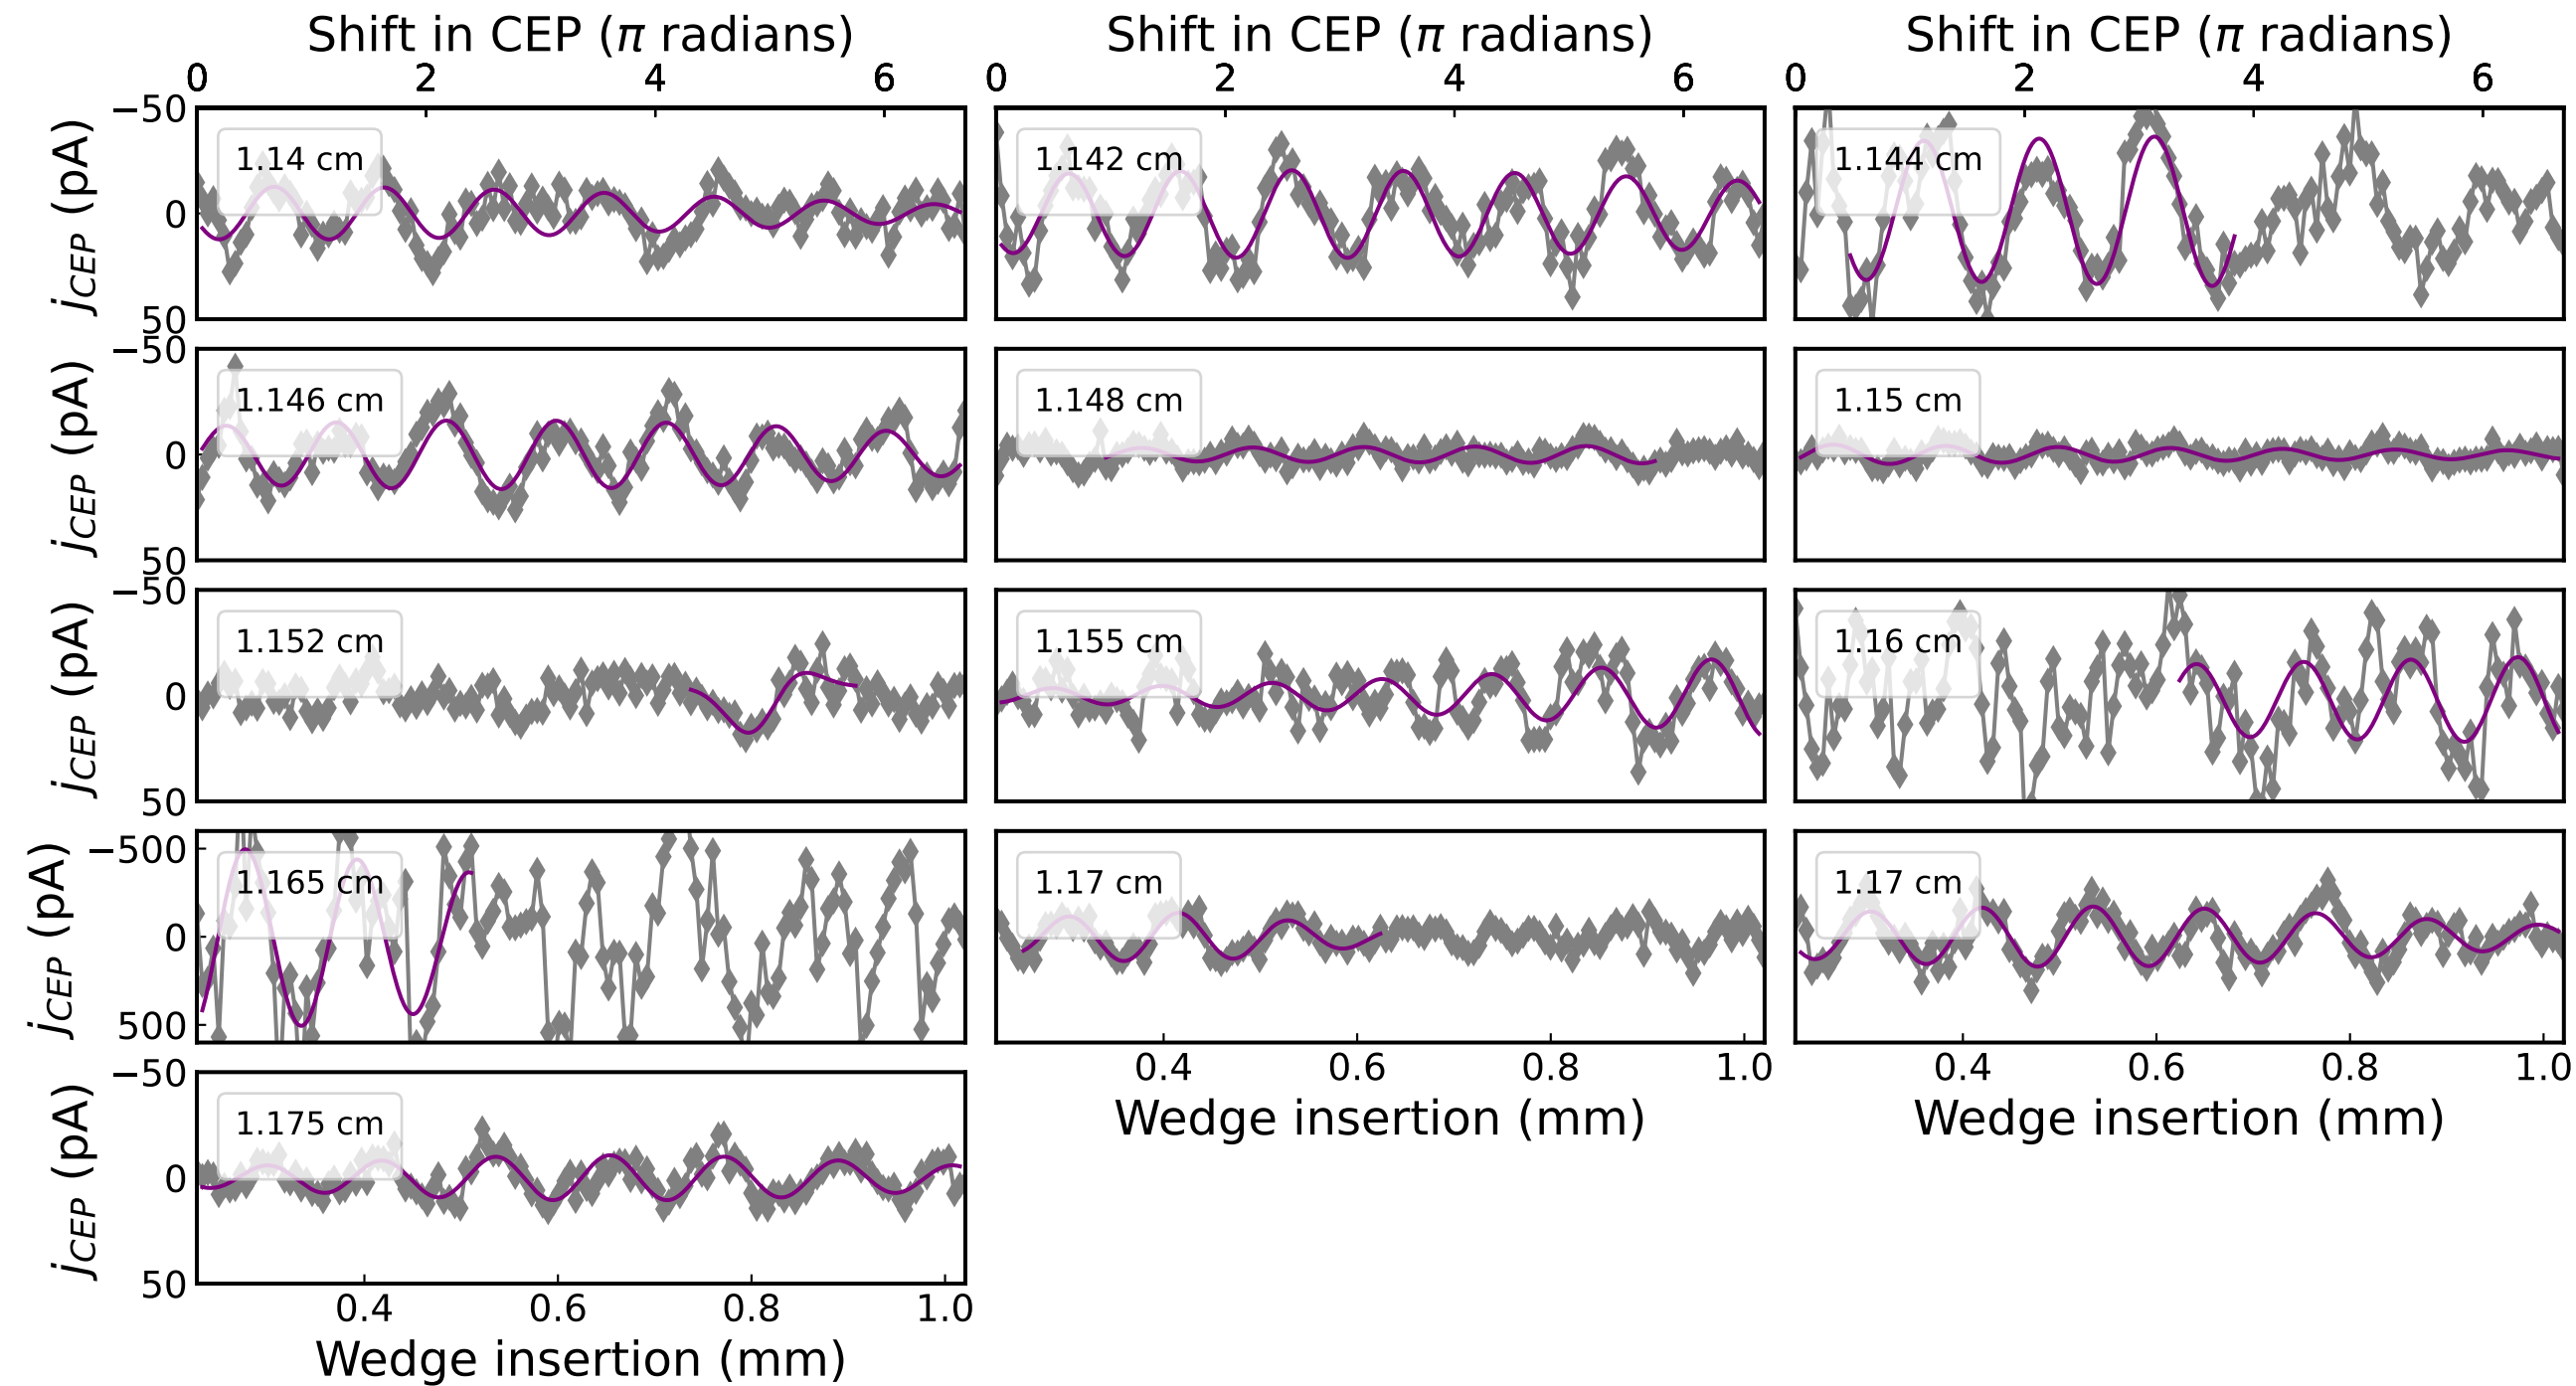 Shift in CEP (π radians) Shift in CEP (π radians) Shift in CEP (π radians)
0 2 4 6 0 2 4 6 0 2 4 6
−50
1.14 cm 1.142 cm 1.144 cm
j_CEP (pA)
0
50
−50
1.146 cm 1.148 cm 1.15 cm
j_CEP (pA)
0
50
−50
1.152 cm 1.155 cm 1.16 cm
j_CEP (pA)
0
50
−500
1.165 cm 1.17 cm 1.17 cm
j_CEP (pA)
0
500
0.4 0.6 0.8 1.0 0.4 0.6 0.8 1.0
Wedge insertion (mm) Wedge insertion (mm)
−50
1.175 cm
j_CEP (pA)
0
50
0.4 0.6 0.8 1.0
Wedge insertion (mm)